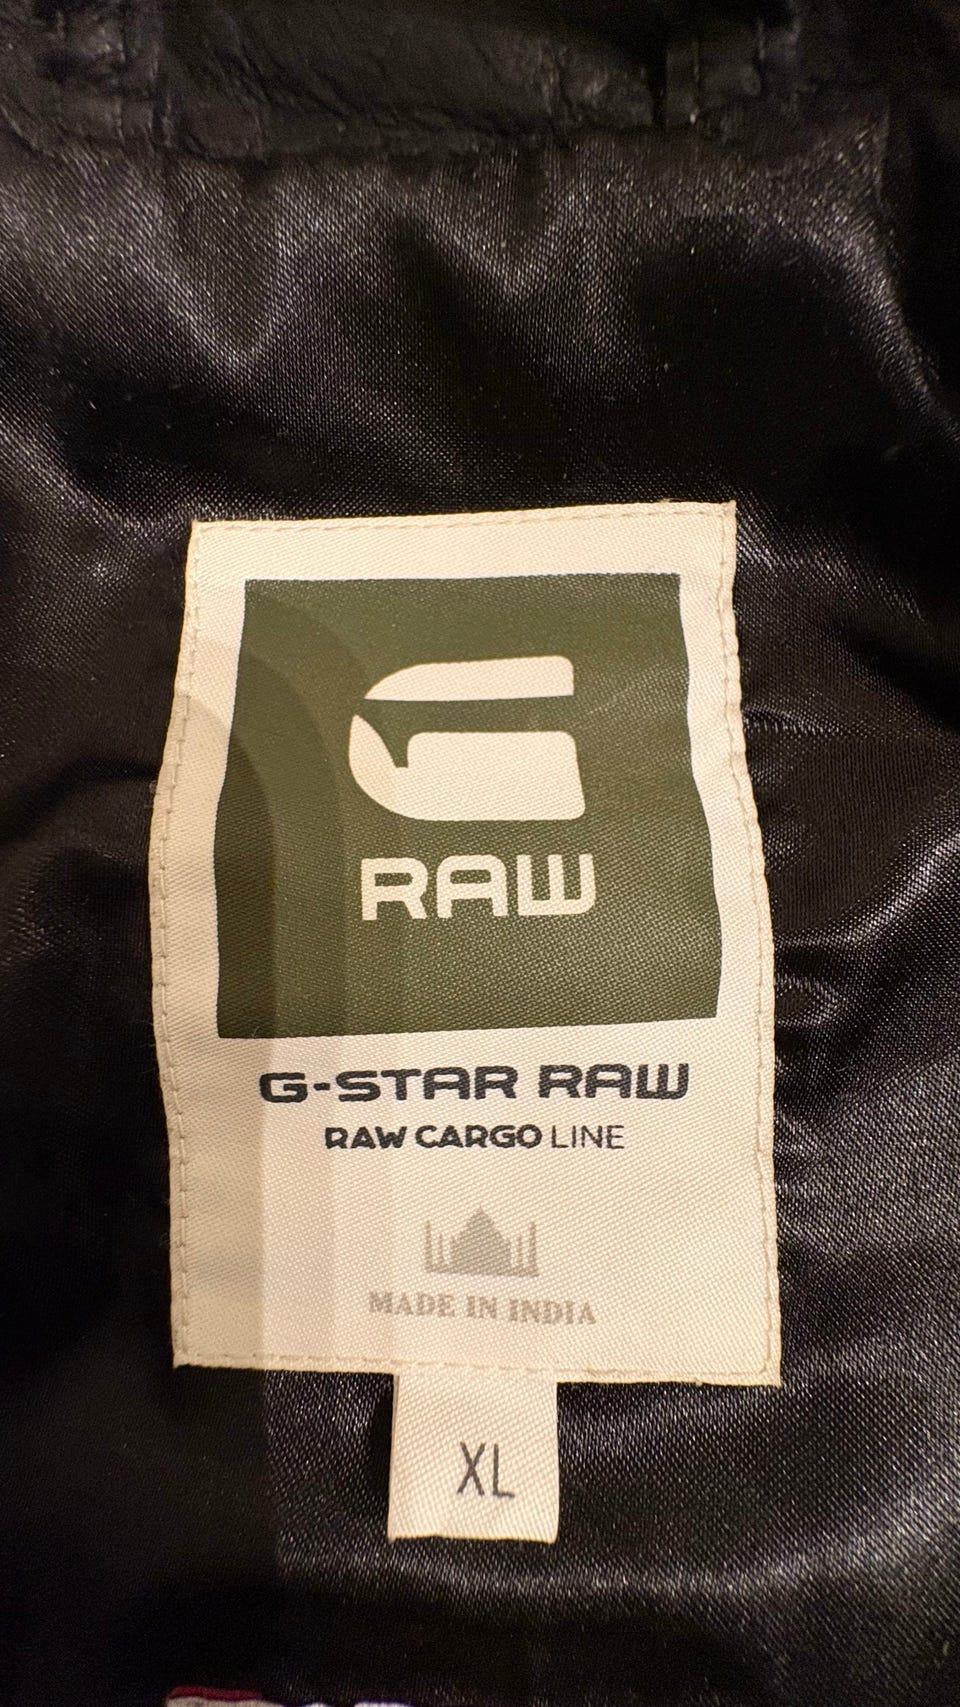 RAW
G-STAR RAW
RAW CARGO LINE
MADE IN INDIA
XL